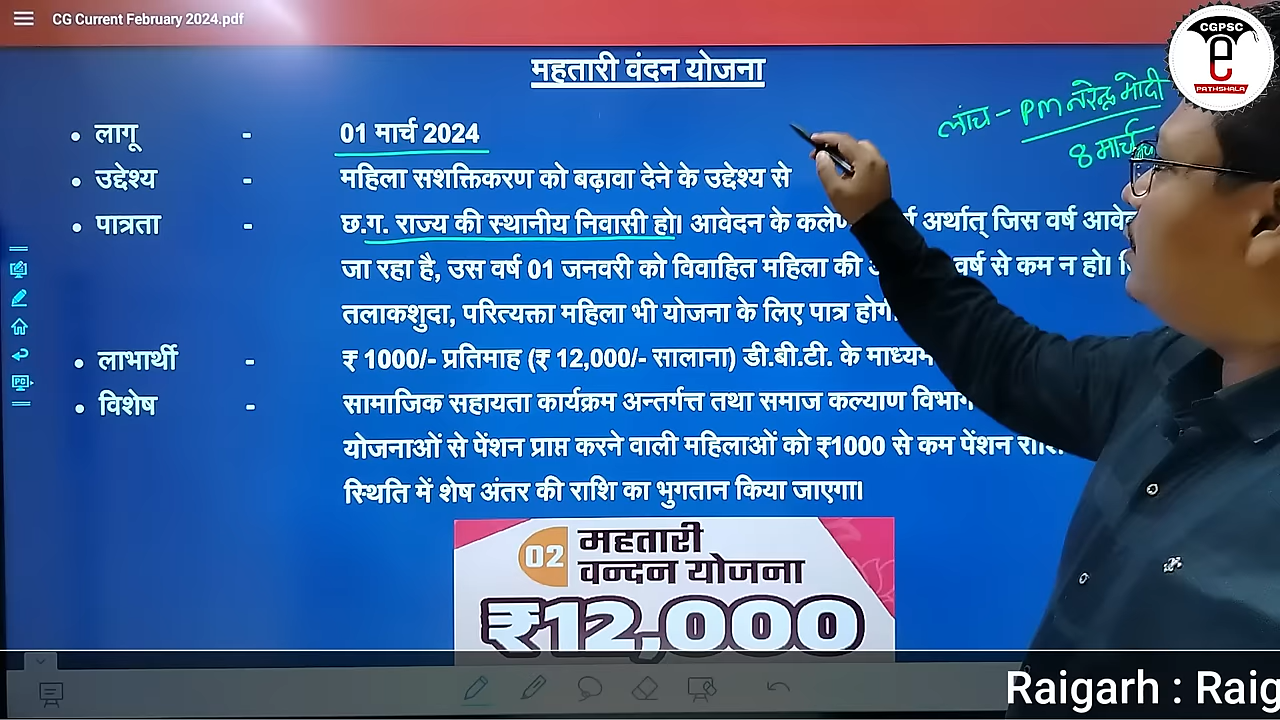 CG Current February 2024.pdf
CGPSC
e
PATHSHALA
महतारी वंदन योजना
लांच - PM नरेन्द्र मोदी
8 मार्च
• लागू - 01 मार्च 2024
• उद्देश्य - महिला सशक्तिकरण को बढ़ावा देने के उद्देश्य से
• पात्रता - छ.ग. राज्य की स्थानीय निवासी हो। आवेदन के अर्थात् जिस वर्ष
जा रहा है, उस वर्ष 01 जनवरी को विवाहित महिला की वर्ष से कम न हो।
तलाकशुदा, परित्यक्ता महिला भी योजना के लिए पात्र
• लाभार्थी - ₹ 1000/- प्रतिमाह (₹ 12,000/- सालाना) डी.बी.टी. के
• विशेष - सामाजिक सहायता कार्यक्रम अन्तर्गत्त तथा समाज कल्याण
योजनाओं से पेंशन प्राप्त करने वाली महिलाओं को ₹1000 से कम पेंशन
स्थिति में शेष अंतर की राशि का भुगतान किया जाएगा।
02 महतारी
वन्दन योजना
₹12,000
Raigarh : Raig